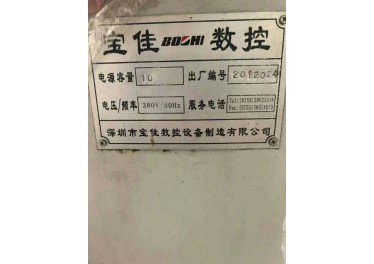 宝佳 BOSHI 数控
电源容量 10 出厂编号 2012024
电压/频率 380V/50Hz 服务电话
深圳市宝佳数控设备制造有限公司